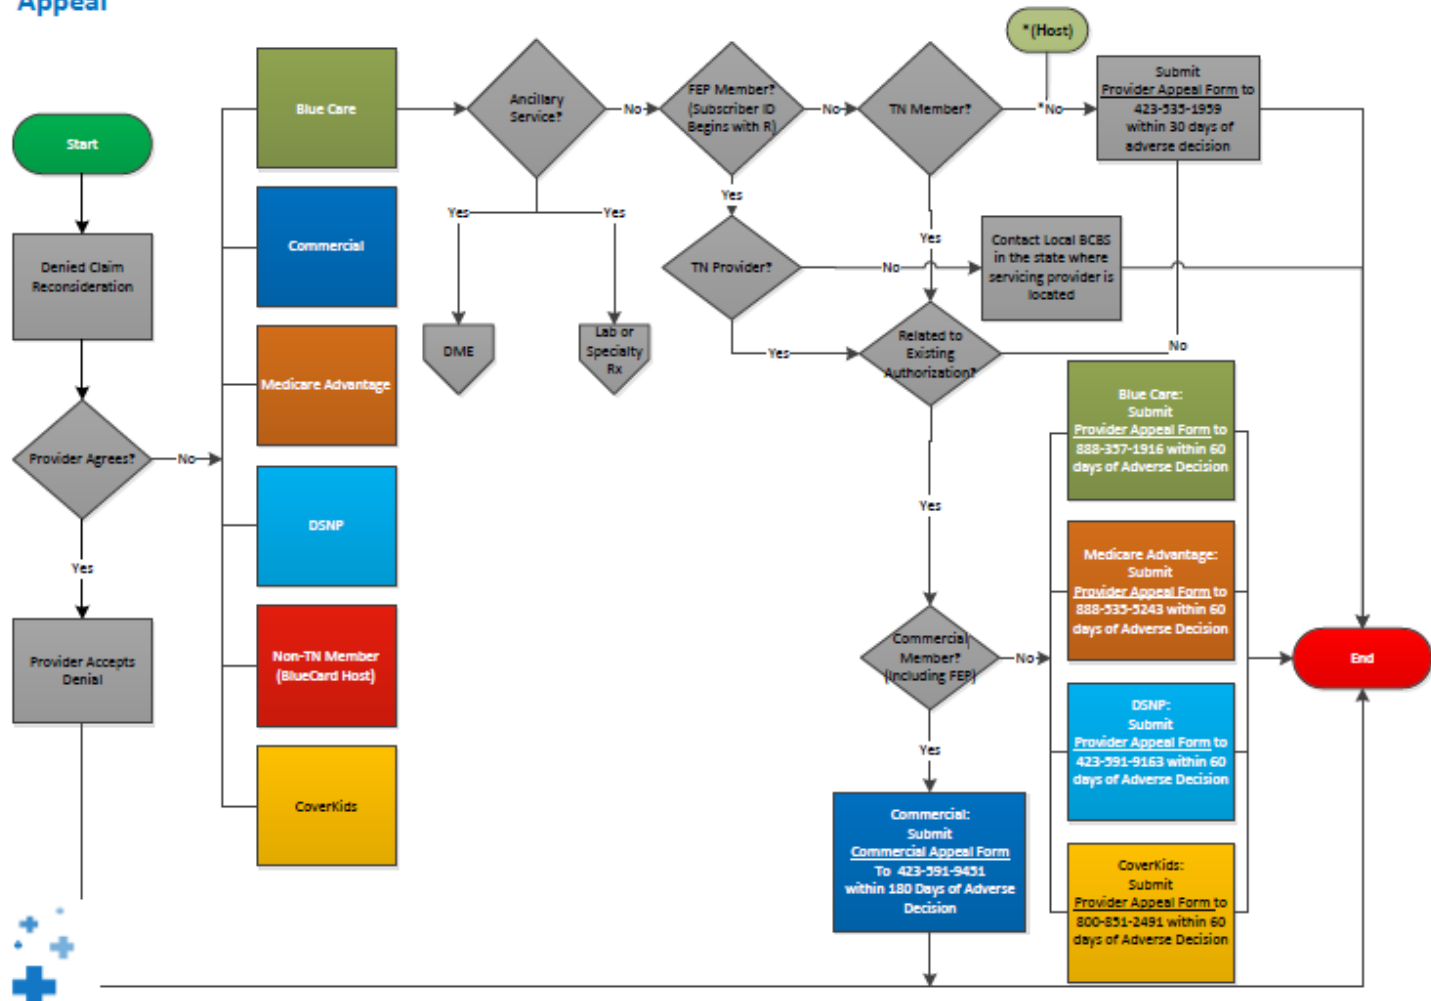 Appeal
Start
Denied Claim
Reconsideration
Provider Agrees?
No
Yes
Provider Accepts
Denial
Blue Care
Commercial
Medicare Advantage
DSNP
Non-TN Member
(BlueCard Host)
CoverKids
Ancillary
Service?
No
Yes
Yes
DME
Lab or
Specialty
Rx
FEP Member?
(Subscriber ID
Begins with R)
No
Yes
TN Provider?
No
Yes
TN Member?
*No
*(Host)
Yes
Submit
Provider Appeal Form to
423-535-1959
within 30 days of
adverse decision
Contact Local BCBS
in the state where
servicing provider is
located
Related to
Existing
Authorization?
No
Yes
Commercial
Member?
(Including FEP)
No
Yes
Commercial:
Submit
Commercial Appeal Form
To 423-591-9451
within 180 Days of Adverse
Decision
Blue Care:
Submit
Provider Appeal Form to
888-357-1916 within 60
days of Adverse Decision
Medicare Advantage:
Submit
Provider Appeal Form to
888-535-5243 within 60
days of Adverse Decision
DSNP:
Submit
Provider Appeal Form to
423-591-9163 within 60
days of Adverse Decision
CoverKids:
Submit
Provider Appeal Form to
800-851-2491 within 60
days of Adverse Decision
End